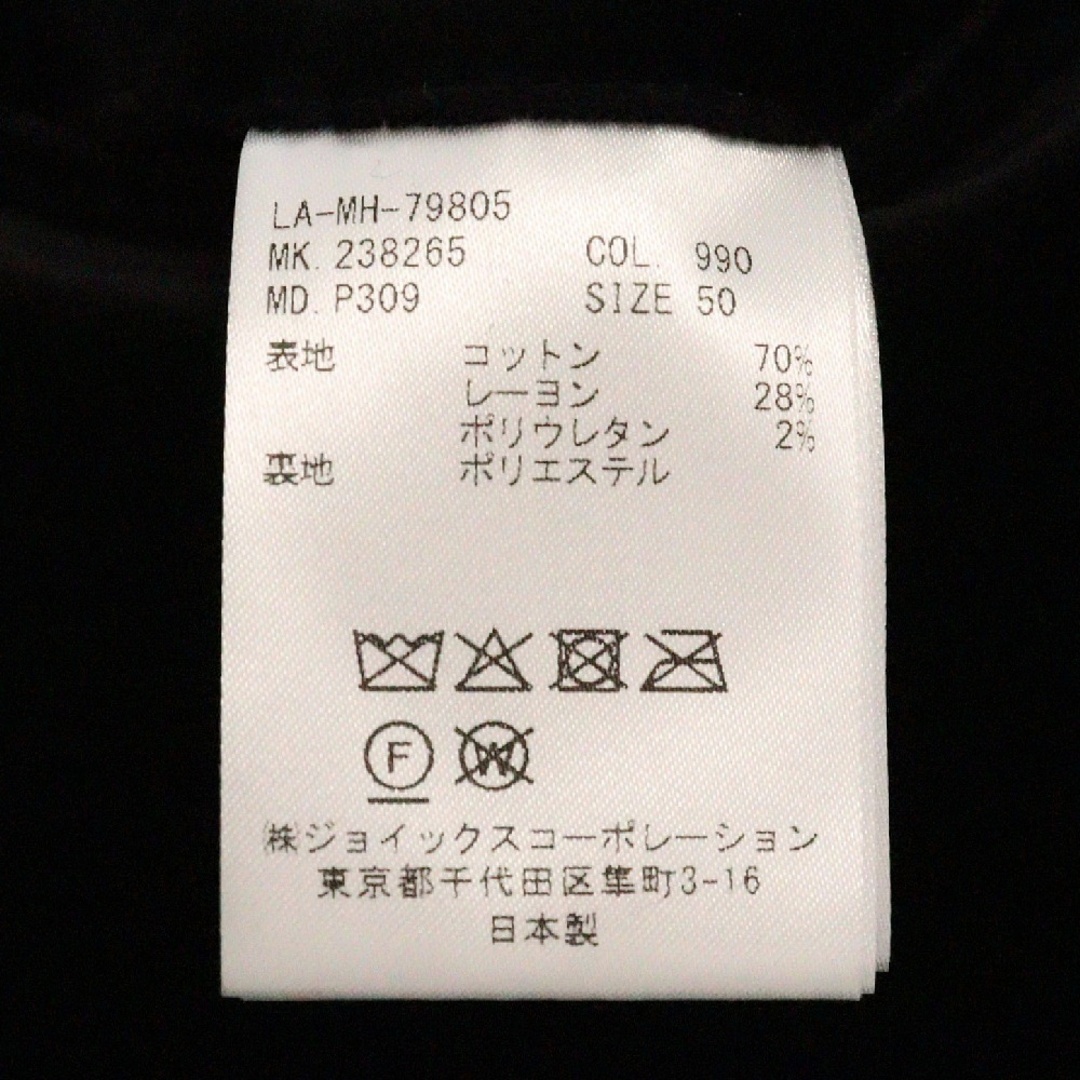 LA-MH-79805
MK. 238265 COL. 990
MD. P309 SIZE 50
表地 コットン 70%
レーヨン 28%
ポリウレタン 2%
裏地 ポリエステル
F W
㈱ジョイックスコーポレーション
東京都千代田区隼町3-16
日本製